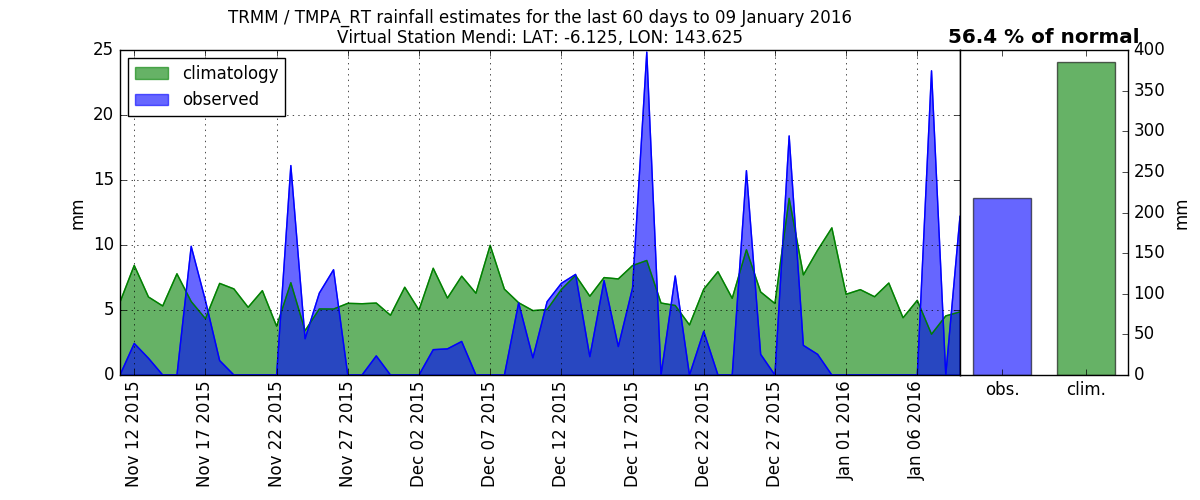 TRMM / TMPA_RT rainfall estimates for the last 60 days to 09 January 2016
Virtual Station Mendi: LAT: -6.125, LON: 143.625
56.4 % of normal
climatology
observed
25
20
15
10
5
0
mm
Nov 12 2015
Nov 17 2015
Nov 22 2015
Nov 27 2015
Dec 02 2015
Dec 07 2015
Dec 12 2015
Dec 17 2015
Dec 22 2015
Dec 27 2015
Jan 01 2016
Jan 06 2016
400
350
300
250
200
150
100
50
0
mm
obs.
clim.